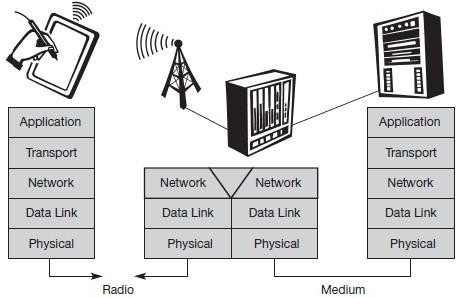 Application
Transport
Network
Data Link
Physical
Network Network
Data Link Data Link
Physical Physical
Application
Transport
Network
Data Link
Physical
Radio
Medium